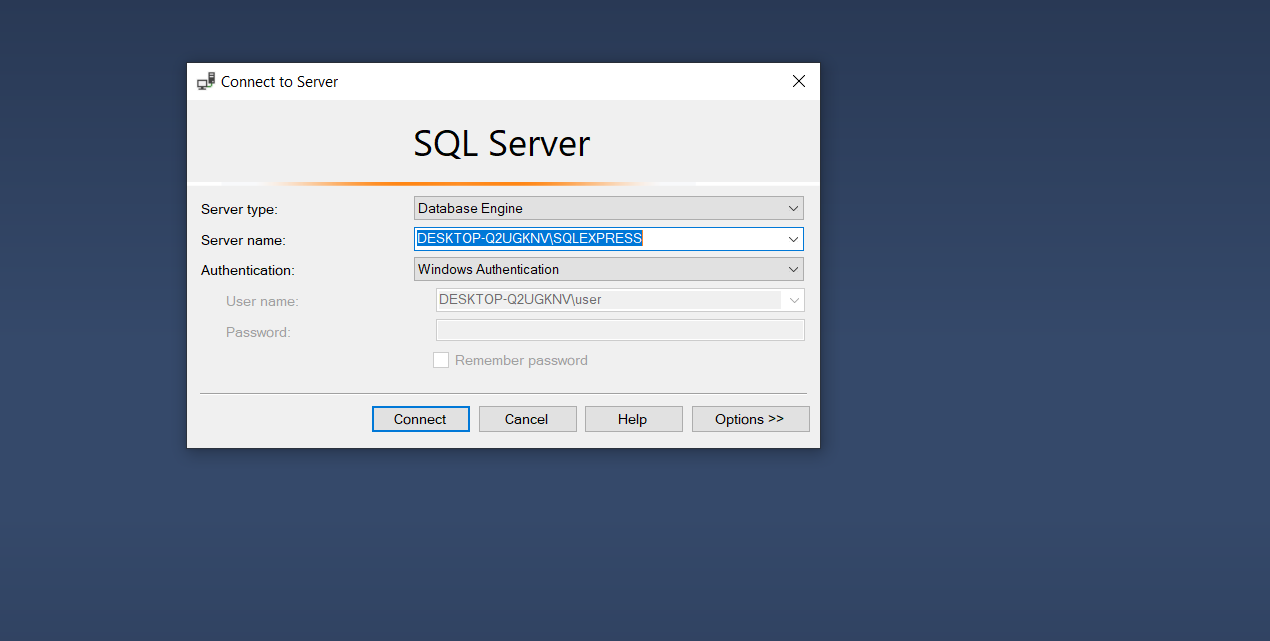 Connect to Server
SQL Server
Server type: Database Engine
Server name: DESKTOP-Q2UGKNV\SQLEXPRESS
Authentication: Windows Authentication
User name: DESKTOP-Q2UGKNV\user
Password:
Remember password
Connect Cancel Help Options >>